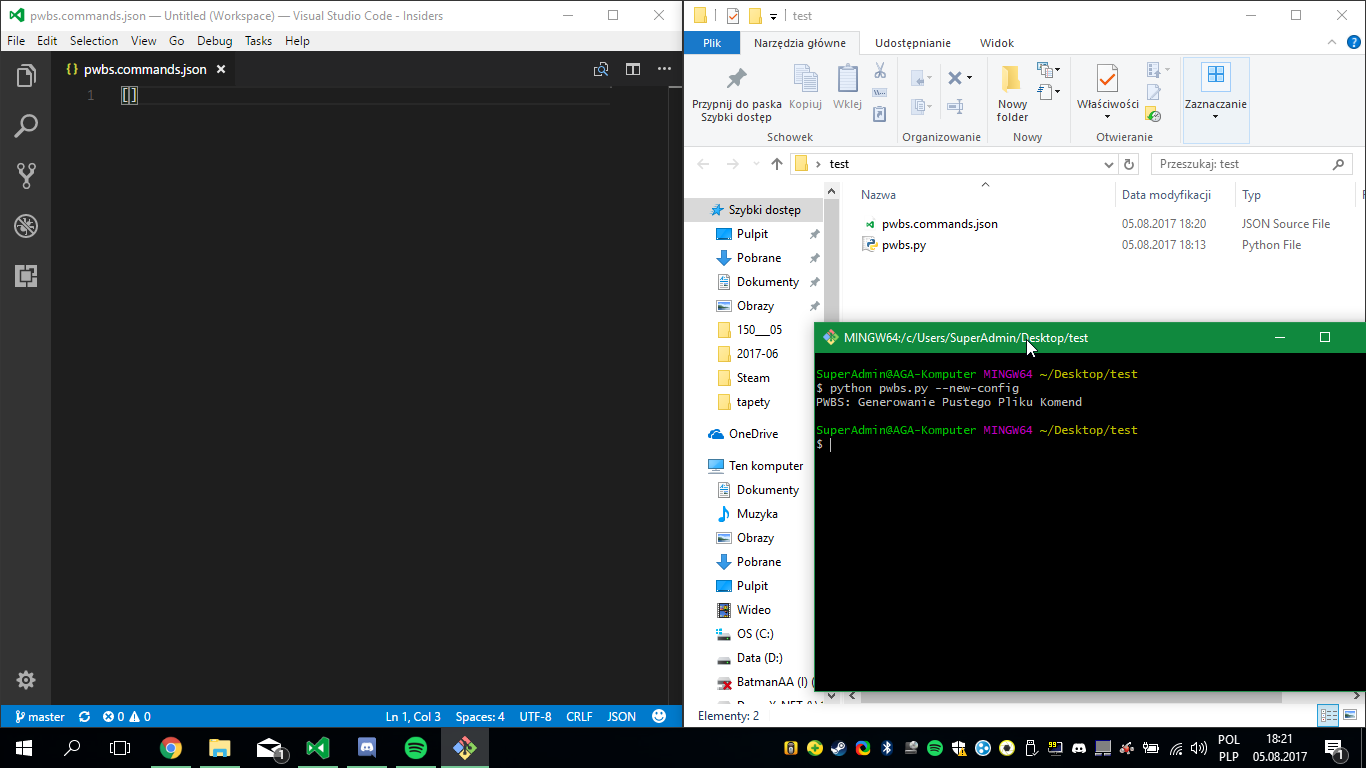 pwbs.commands.json — Untitled (Workspace) — Visual Studio Code - Insiders
File Edit Selection View Go Debug Tasks Help
{} pwbs.commands.json
1 []
master 0 0 Ln 1, Col 3 Spaces: 4 UTF-8 CRLF JSON
test
Plik Narzędzia główne Udostępnianie Widok
Przypnij do paska Szybki dostęp
Kopiuj
Wklej
Schowek
Organizowanie
Nowy folder
Nowy
Właściwości
Otwieranie
Zaznaczanie
test
Przeszukaj: test
Nazwa Data modyfikacji Typ
pwbs.commands.json 05.08.2017 18:20 JSON Source File
pwbs.py 05.08.2017 18:13 Python File
Szybki dostęp
Pulpit
Pobrane
Dokumenty
Obrazy
150___05
2017-06
Steam
tapety
OneDrive
Ten komputer
Dokumenty
Muzyka
Obrazy
Pobrane
Pulpit
Wideo
OS (C:)
Data (D:)
BatmanAA (I) (
Elementy: 2
MINGW64:/c/Users/SuperAdmin/Desktop/test
SuperAdmin@AGA-Komputer MINGW64 ~/Desktop/test
$ python pwbs.py --new-config
PWBS: Generowanie Pustego Pliku Komend
SuperAdmin@AGA-Komputer MINGW64 ~/Desktop/test
$
1
99
POL
PLP
18:21
05.08.2017
1